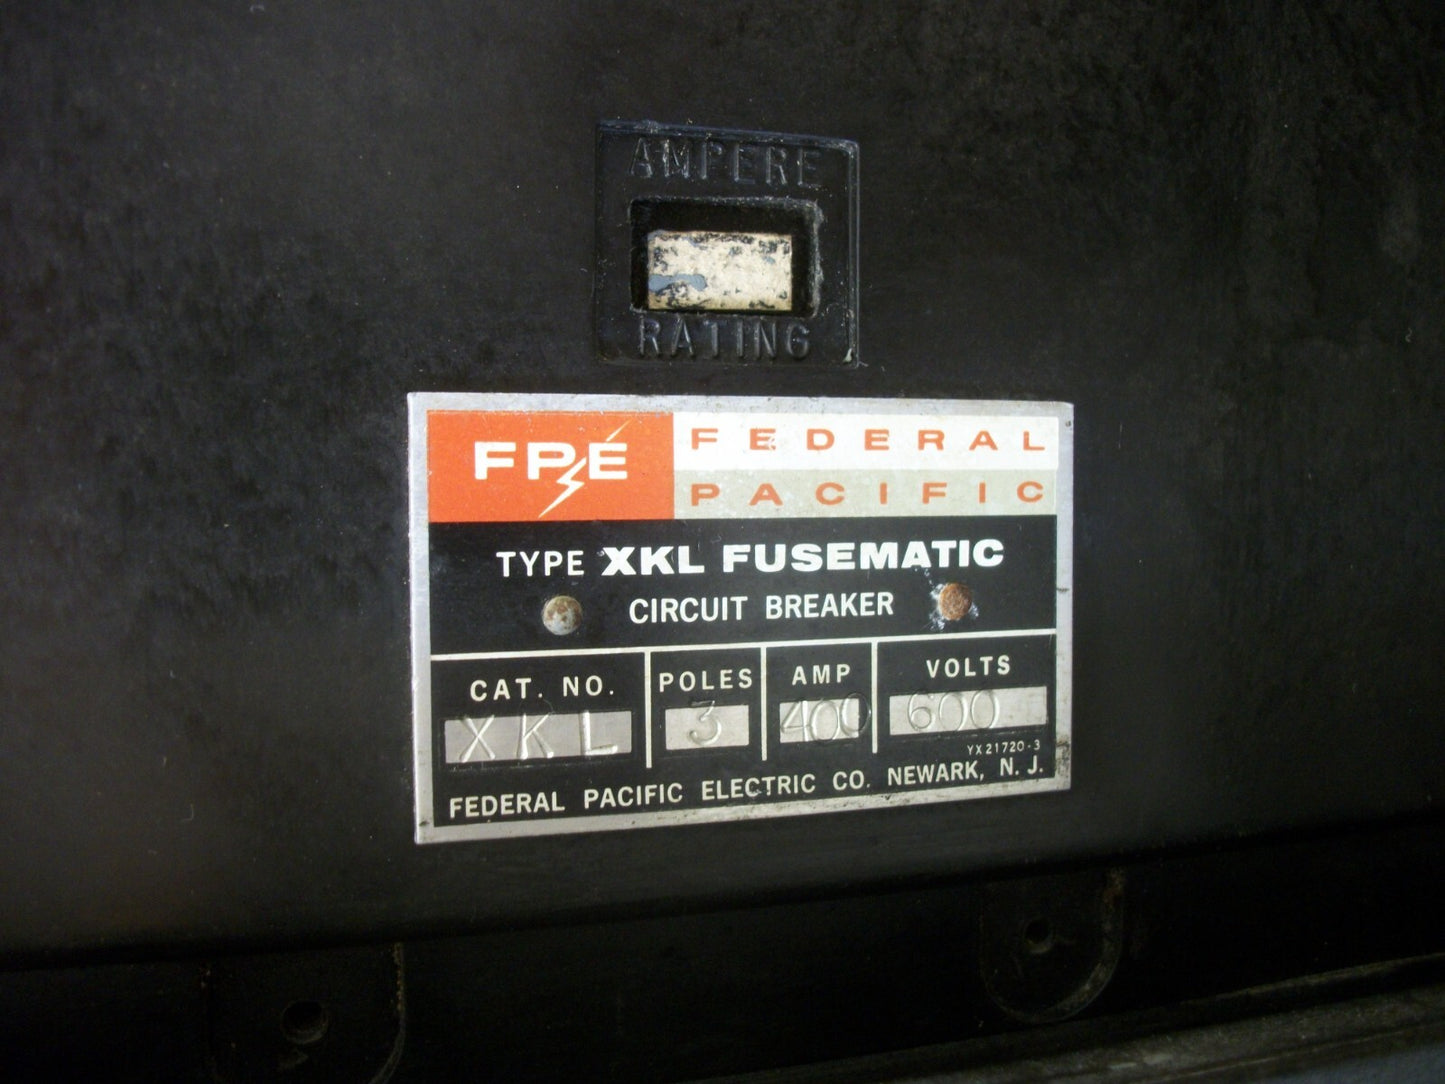 AMPERE
RATING
FPE FEDERAL
PACIFIC
TYPE XKL FUSEMATIC
CIRCUIT BREAKER
CAT. NO. POLES AMP VOLTS
XKL 3 400 600
YX21720-3
FEDERAL PACIFIC ELECTRIC CO. NEWARK, N. J.